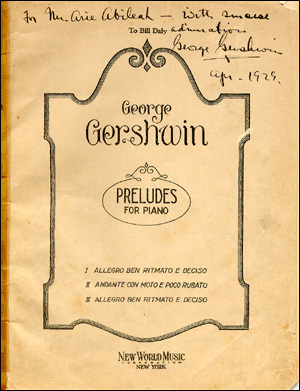 For Mr. Arie Abileah — with sincere
To Bill Daly admiration
George Gershwin
Apr - 1929.
George
Gershwin
PRELUDES
FOR PIANO
I ALLEGRO BEN RITMATO E DECISO
II ANDANTE CON MOTO E POCO RUBATO
III ALLEGRO BEN RITMATO E DECISO
NEW WORLD MUSIC
CORPORATION
NEW YORK